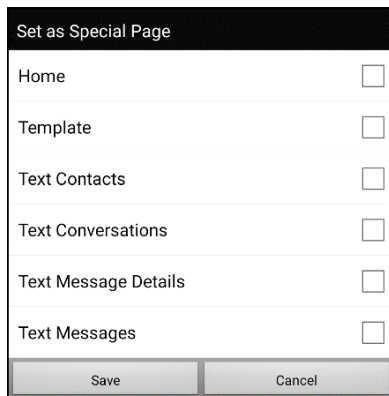 Set as Special Page
Home
Template
Text Contacts
Text Conversations
Text Message Details
Text Messages
Save Cancel